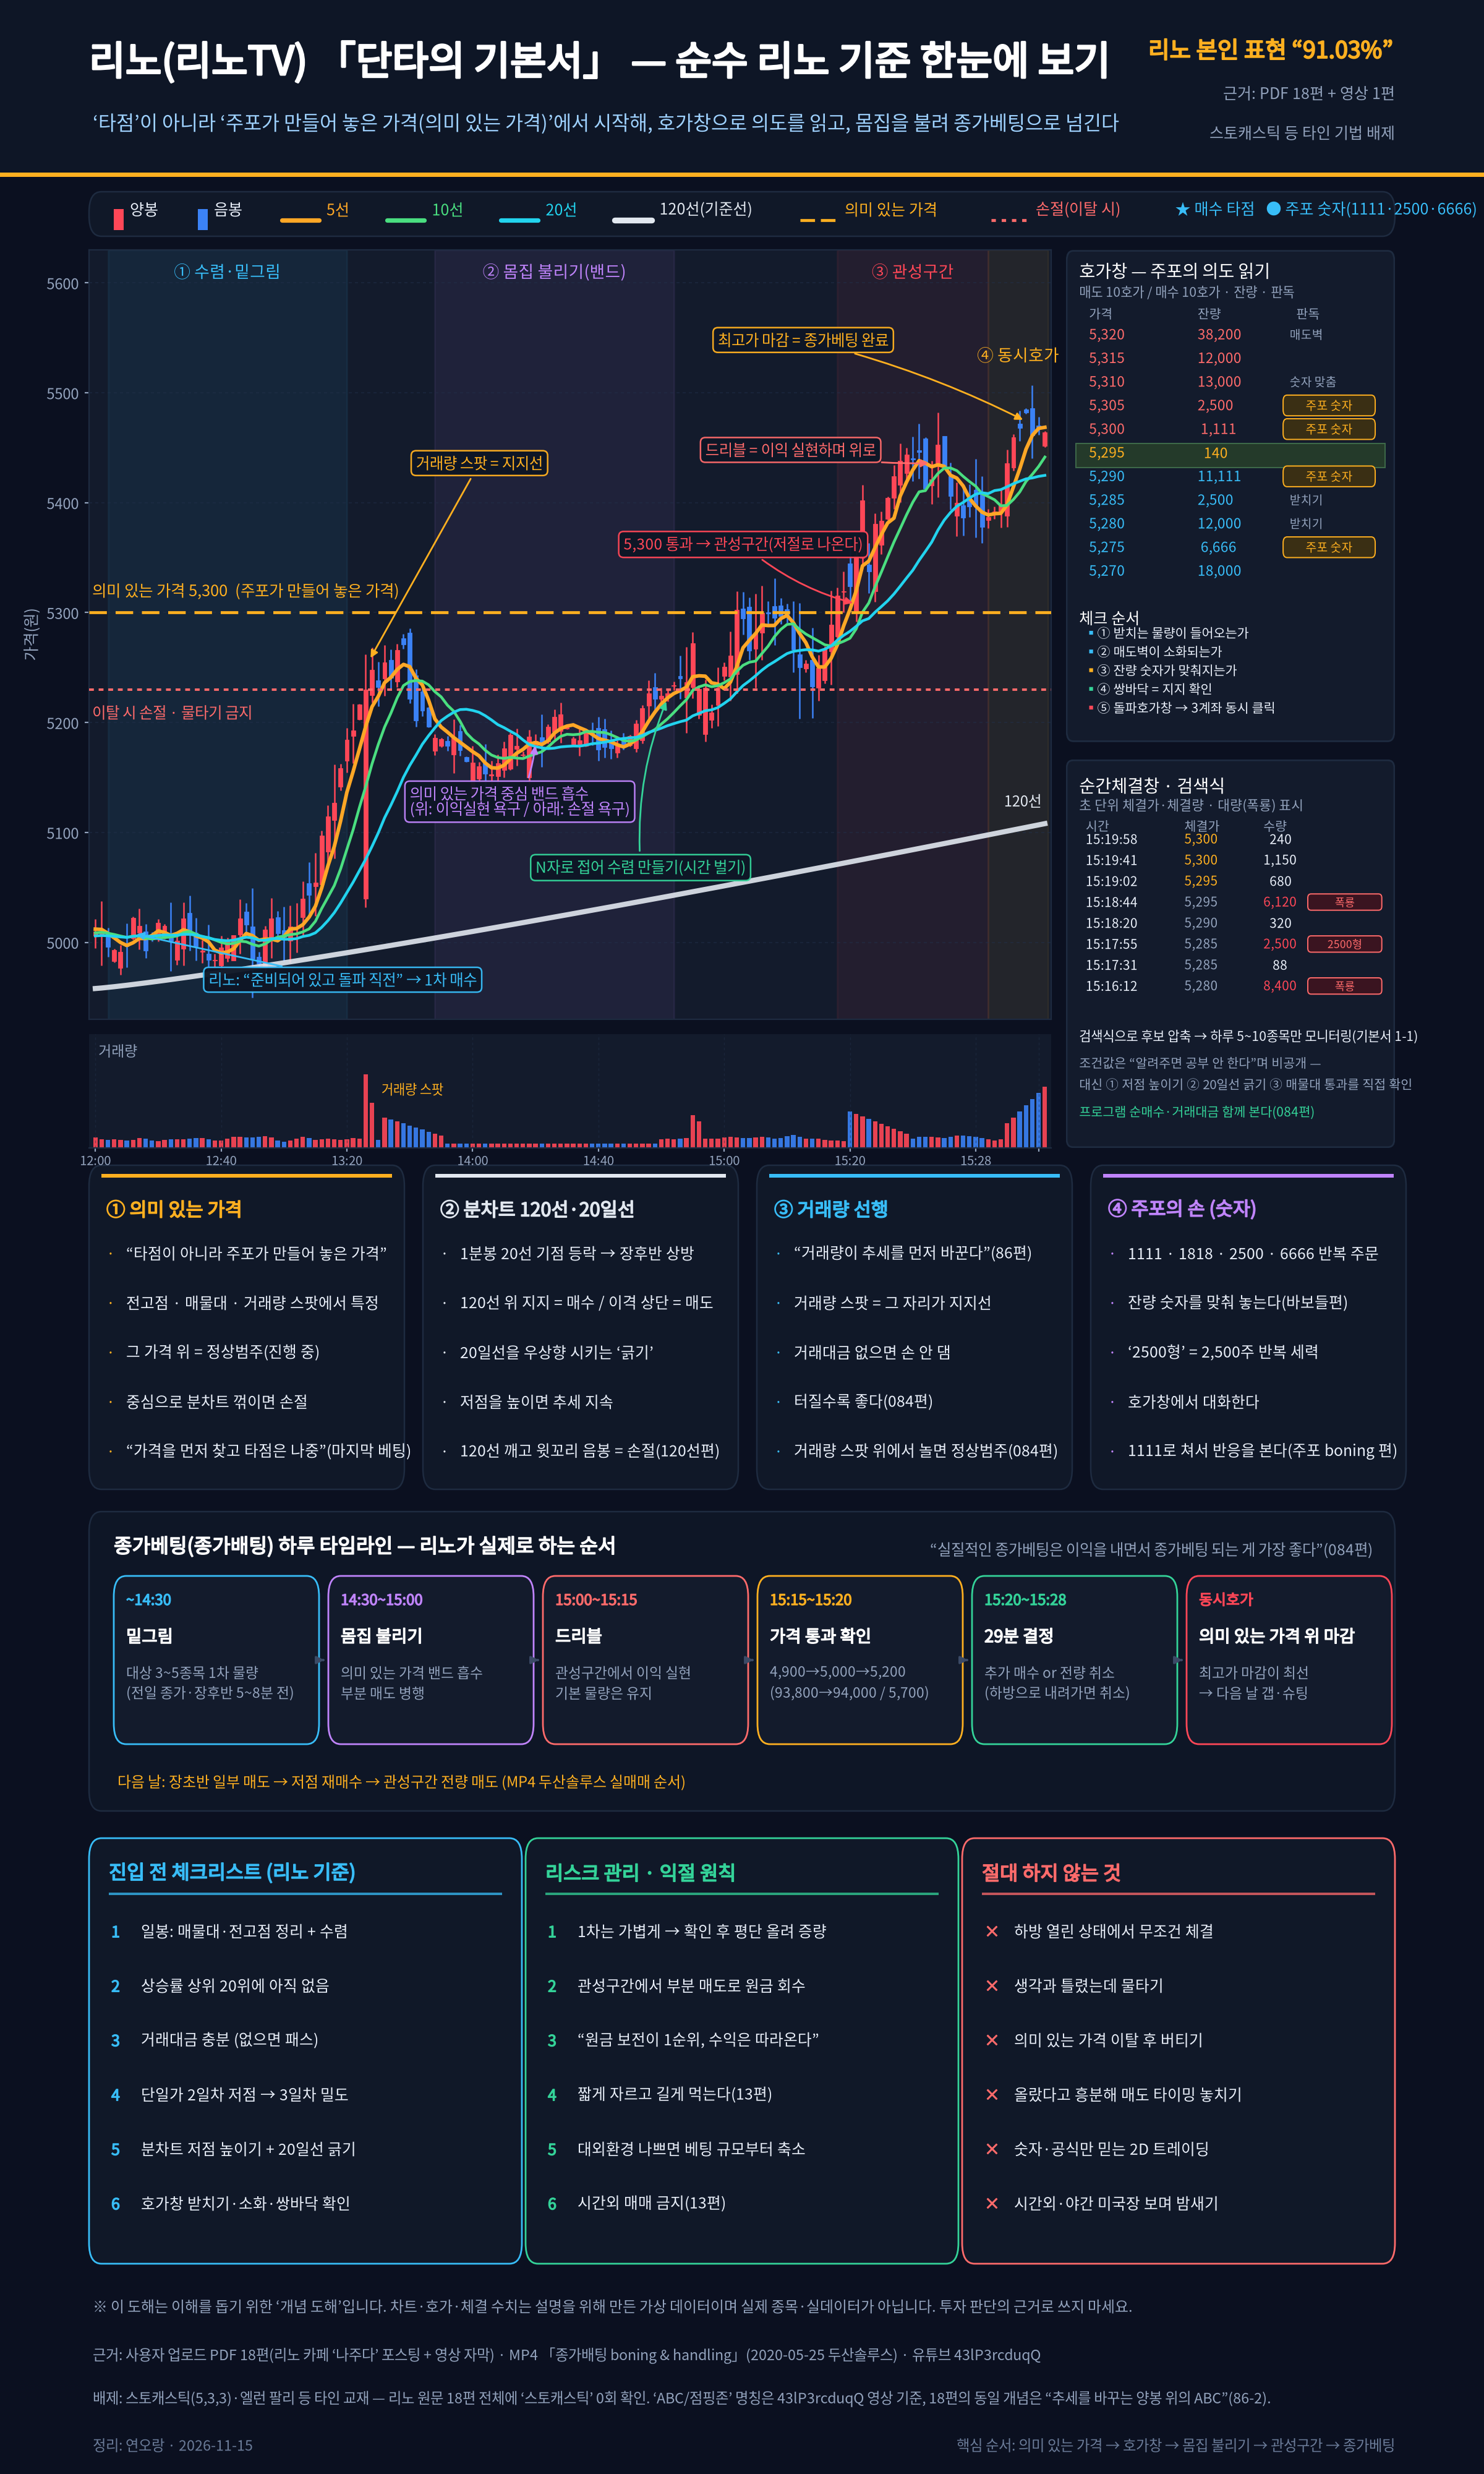 리노(리노TV) 「단타의 기본서」 — 순수 리노 기준 한눈에 보기
리노 본인 표현 “91.03%”
‘타점’이 아니라 ‘주포가 만들어 놓은 가격(의미 있는 가격)’에서 시작해, 호가창으로 의도를 읽고, 몸집을 불려 종가베팅으로 넘긴다
근거: PDF 18편 + 영상 1편
스토캐스틱 등 타인 기법 배제
양봉 음봉 5선 10선 20선 120선(기준선) 의미 있는 가격 손절(이탈 시) ★ 매수 타점 ● 주포 숫자(1111·2500·6666)
① 수렴·밑그림
② 몸집 불리기(밴드)
③ 관성구간
④ 동시호가
가격(원)
5600
5500
5400
5300
5200
5100
5000
최고가 마감 = 종가베팅 완료
드리블 = 이익 실현하며 위로
거래량 스팟 = 지지선
5,300 통과 → 관성구간(저절로 나온다)
의미 있는 가격 5,300 (주포가 만들어 놓은 가격)
이탈 시 손절 · 물타기 금지
의미 있는 가격 중심 밴드 흡수
(위: 이익실현 욕구 / 아래: 손절 욕구)
120선
N자로 접어 수렴 만들기(시간 벌기)
리노: “준비되어 있고 돌파 직전” → 1차 매수
거래량
거래량 스팟
12:00 12:40 13:20 14:00 14:40 15:00 15:20 15:28
호가창 — 주포의 의도 읽기
매도 10호가 / 매수 10호가 · 잔량 · 판독
가격 잔량 판독
5,320 38,200 매도벽
5,315 12,000
5,310 13,000 숫자 맞춤
5,305 2,500 주포 숫자
5,300 1,111 주포 숫자
5,295 140
5,290 11,111 주포 숫자
5,285 2,500 받치기
5,280 12,000 받치기
5,275 6,666 주포 숫자
5,270 18,000
체크 순서
▪ ① 받치는 물량이 들어오는가
▪ ② 매도벽이 소화되는가
▪ ③ 잔량 숫자가 맞춰지는가
▪ ④ 쌍바닥 = 지지 확인
▪ ⑤ 돌파호가창 → 3계좌 동시 클릭
순간체결창 · 검색식
초 단위 체결가·체결량 · 대량(폭룡) 표시
시간 체결가 수량
15:19:58 5,300 240
15:19:41 5,300 1,150
15:19:02 5,295 680
15:18:44 5,295 6,120 폭룡
15:18:20 5,290 320
15:17:55 5,285 2,500 2500형
15:17:31 5,285 88
15:16:12 5,280 8,400 폭룡
검색식으로 후보 압축 → 하루 5~10종목만 모니터링(기본서 1-1)
조건값은 “알려주면 공부 안 한다”며 비공개 —
대신 ① 저점 높이기 ② 20일선 긁기 ③ 매물대 통과를 직접 확인
프로그램 순매수·거래대금 함께 본다(084편)
① 의미 있는 가격
· “타점이 아니라 주포가 만들어 놓은 가격”
· 전고점 · 매물대 · 거래량 스팟에서 특정
· 그 가격 위 = 정상범주(진행 중)
· 중심으로 분차트 꺾이면 손절
· “가격을 먼저 찾고 타점은 나중”(마지막 베팅)
② 분차트 120선·20일선
· 1분봉 20선 기점 등락 → 장후반 상방
· 120선 위 지지 = 매수 / 이격 상단 = 매도
· 20일선을 우상향 시키는 ‘긁기’
· 저점을 높이면 추세 지속
· 120선 깨고 윗꼬리 음봉 = 손절(120선편)
③ 거래량 선행
· “거래량이 추세를 먼저 바꾼다”(86편)
· 거래량 스팟 = 그 자리가 지지선
· 거래대금 없으면 손 안 댐
· 터질수록 좋다(084편)
· 거래량 스팟 위에서 놀면 정상범주(084편)
④ 주포의 손 (숫자)
· 1111 · 1818 · 2500 · 6666 반복 주문
· 잔량 숫자를 맞춰 놓는다(바보들편)
· ‘2500형’ = 2,500주 반복 세력
· 호가창에서 대화한다
· 1111로 쳐서 반응을 본다(주포 boning 편)
종가베팅(종가배팅) 하루 타임라인 — 리노가 실제로 하는 순서
“실질적인 종가베팅은 이익을 내면서 종가베팅 되는 게 가장 좋다”(084편)
~14:30
밑그림
대상 3~5종목 1차 물량
(전일 종가·장후반 5~8분 전)
14:30~15:00
몸집 불리기
의미 있는 가격 밴드 흡수
부분 매도 병행
15:00~15:15
드리블
관성구간에서 이익 실현
기본 물량은 유지
15:15~15:20
가격 통과 확인
4,900→5,000→5,200
(93,800→94,000 / 5,700)
15:20~15:28
29분 결정
추가 매수 or 전량 취소
(하방으로 내려가면 취소)
동시호가
의미 있는 가격 위 마감
최고가 마감이 최선
→ 다음 날 갭·슈팅
다음 날: 장초반 일부 매도 → 저점 재매수 → 관성구간 전량 매도 (MP4 두산솔루스 실매매 순서)
진입 전 체크리스트 (리노 기준)
1 일봉: 매물대·전고점 정리 + 수렴
2 상승률 상위 20위에 아직 없음
3 거래대금 충분 (없으면 패스)
4 단일가 2일차 저점 → 3일차 밀도
5 분차트 저점 높이기 + 20일선 긁기
6 호가창 받치기·소화·쌍바닥 확인
리스크 관리 · 익절 원칙
1 1차는 가볍게 → 확인 후 평단 올려 증량
2 관성구간에서 부분 매도로 원금 회수
3 “원금 보전이 1순위, 수익은 따라온다”
4 짧게 자르고 길게 먹는다(13편)
5 대외환경 나쁘면 베팅 규모부터 축소
6 시간외 매매 금지(13편)
절대 하지 않는 것
✕ 하방 열린 상태에서 무조건 체결
✕ 생각과 틀렸는데 물타기
✕ 의미 있는 가격 이탈 후 버티기
✕ 올랐다고 흥분해 매도 타이밍 놓치기
✕ 숫자·공식만 믿는 2D 트레이딩
✕ 시간외·야간 미국장 보며 밤새기
※ 이 도해는 이해를 돕기 위한 ‘개념 도해’입니다. 차트·호가·체결 수치는 설명을 위해 만든 가상 데이터이며 실제 종목·실데이터가 아닙니다. 투자 판단의 근거로 쓰지 마세요.
근거: 사용자 업로드 PDF 18편(리노 카페 ‘나주다’ 포스팅 + 영상 자막) · MP4 「종가배팅 boning & handling」(2020-05-25 두산솔루스) · 유튜브 43lP3rcduqQ
배제: 스토캐스틱(5,3,3)·엘런 팔리 등 타인 교재 — 리노 원문 18편 전체에 ‘스토캐스틱’ 0회 확인. ‘ABC/점핑존’ 명칭은 43lP3rcduqQ 영상 기준, 18편의 동일 개념은 “추세를 바꾸는 양봉 위의 ABC”(86-2).
정리: 연오랑 · 2026-11-15
핵심 순서: 의미 있는 가격 → 호가창 → 몸집 불리기 → 관성구간 → 종가베팅